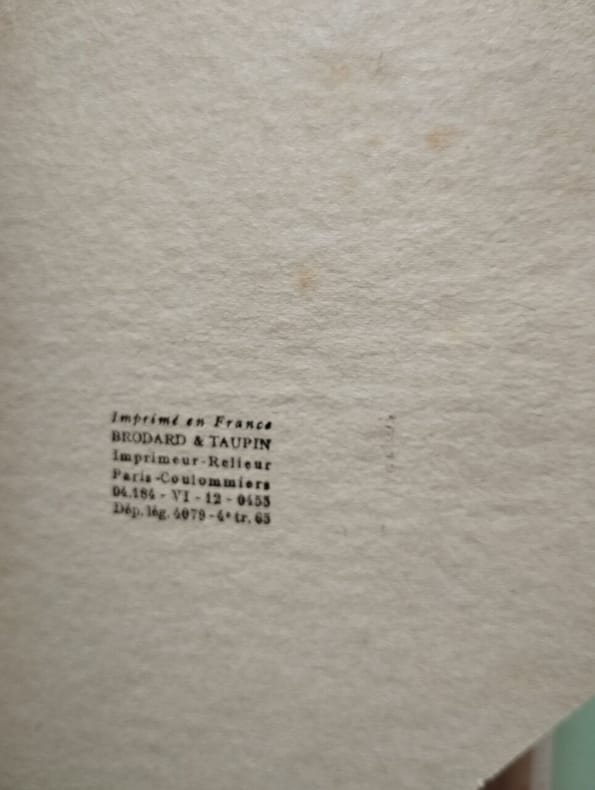 Imprimé en France
BRODARD & TAUPIN
Imprimeur-Relieur
Paris-Coulommiers
04.184 - VI - 12 - 0455
Dép. lég. 4079 - 4e tr. 65